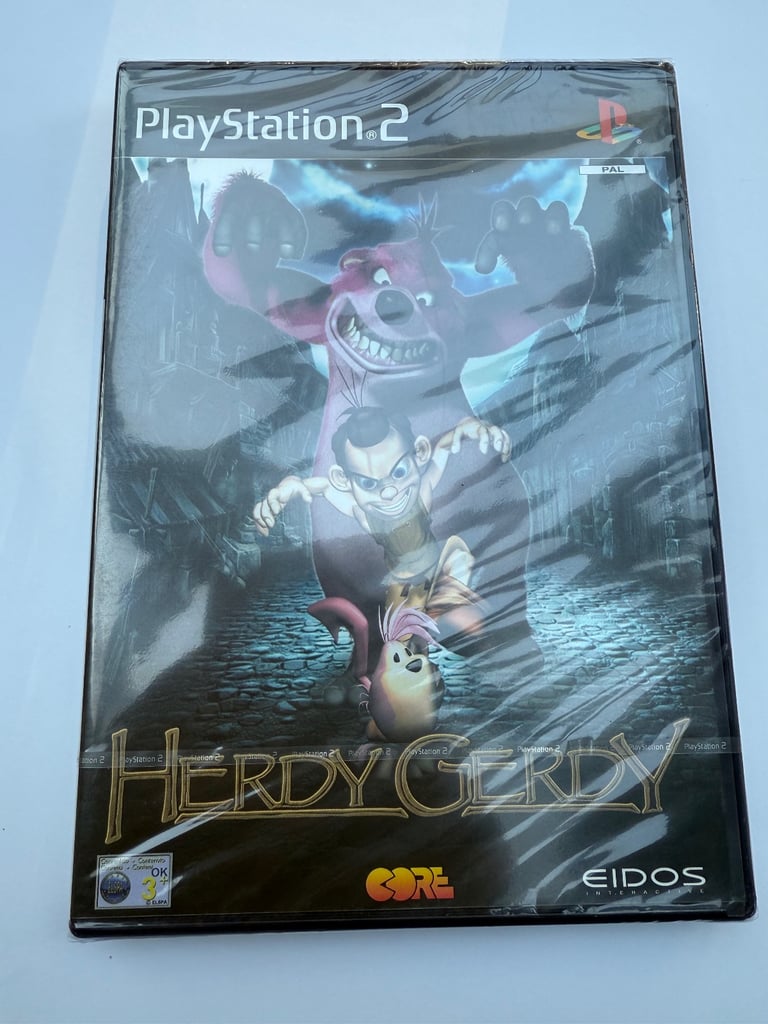 PlayStation®2
PAL
PlayStation 2 PlayStation 2 PlayStation 2 PlayStation 2 PlayStation 2 PlayStation 2 PlayStation 2
HERDY GERDY
OK
3+
© ELSPA
CORE
EIDOS
INTERACTIVE